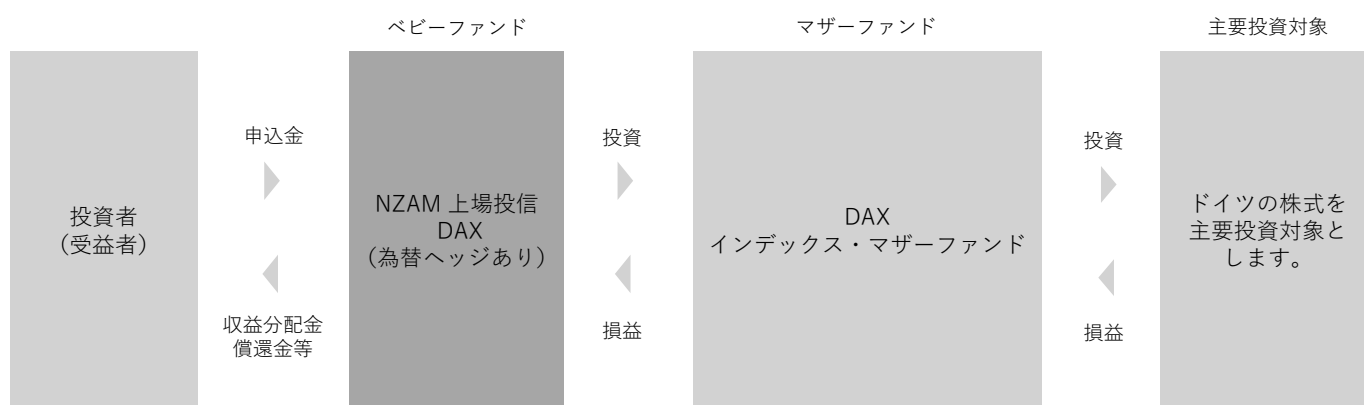 ベビーファンド
マザーファンド
主要投資対象
投資者
（受益者）
申込金
収益分配金
償還金等
NZAM 上場投信
DAX
（為替ヘッジあり）
投資
損益
DAX
インデックス・マザーファンド
投資
損益
ドイツの株式を
主要投資対象と
します。